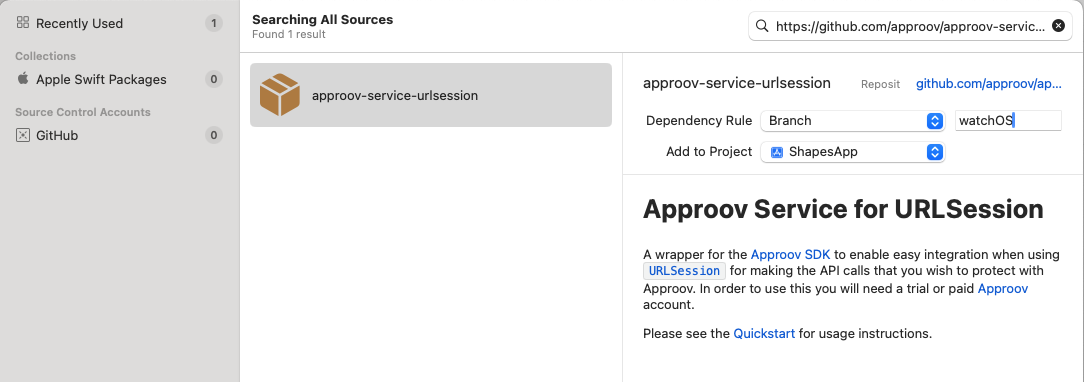 Recently Used
1
Collections
Apple Swift Packages
0
Source Control Accounts
GitHub
0
Searching All Sources
Found 1 result
https://github.com/approov/approov-servic...
approov-service-urlsession
approov-service-urlsession
Reposit
github.com/approov/ap...
Dependency Rule
Branch
watchOS
Add to Project
ShapesApp
Approov Service for URLSession
A wrapper for the Approov SDK to enable easy integration when using
URLSession for making the API calls that you wish to protect with
Approov. In order to use this you will need a trial or paid Approov
account.
Please see the Quickstart for usage instructions.